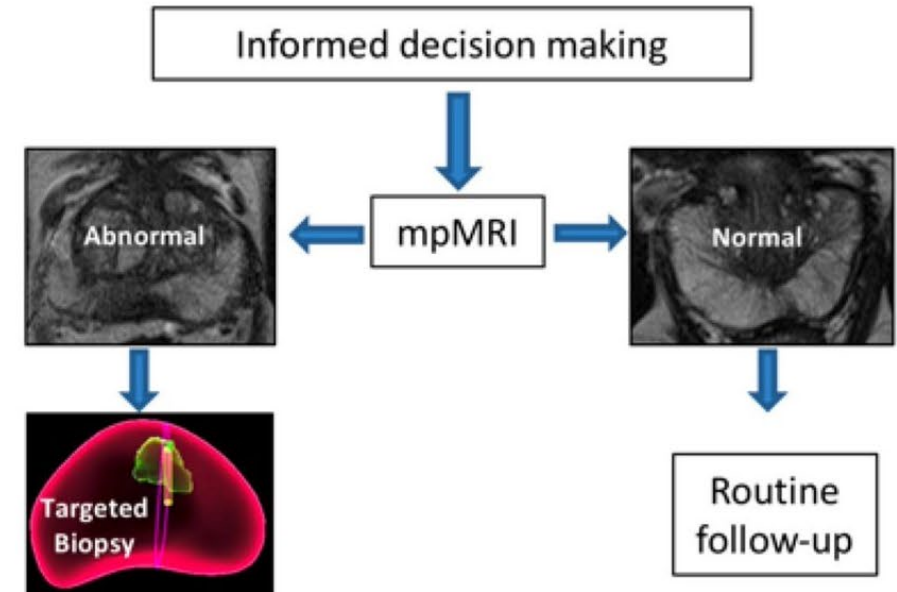 Informed decision making
Abnormal
mpMRI
Normal
Targeted
Biopsy
Routine
follow-up